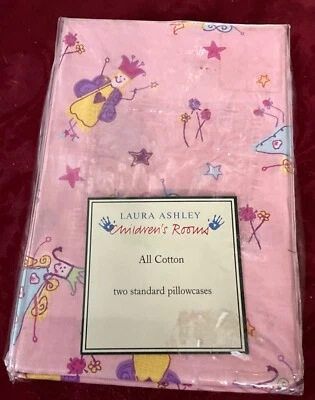 LAURA ASHLEY
Children's Rooms
All Cotton
two standard pillowcases